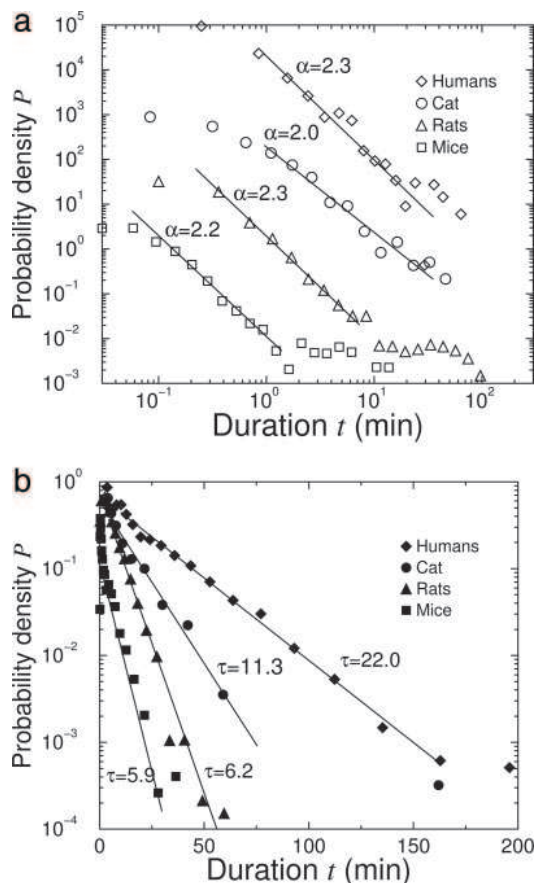 a
Probability density P
10^5
10^4
10^3
10^2
10^1
10^0
10^-1
10^-2
10^-3
α=2.3
α=2.0
α=2.3
α=2.2
Humans
Cat
Rats
Mice
10^-1 10^0 10^1 10^2
Duration t (min)
b
Probability density P
10^0
10^-1
10^-2
10^-3
10^-4
Humans
Cat
Rats
Mice
τ=22.0
τ=11.3
τ=6.2
τ=5.9
0 50 100 150 200
Duration t (min)